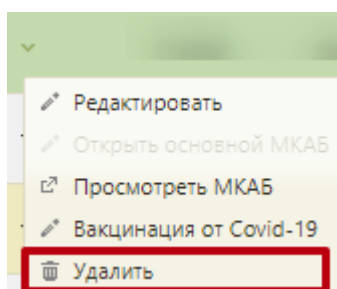 Редактировать
Открыть основной МКАБ
Просмотреть МКАБ
Вакцинация от Covid-19
Удалить